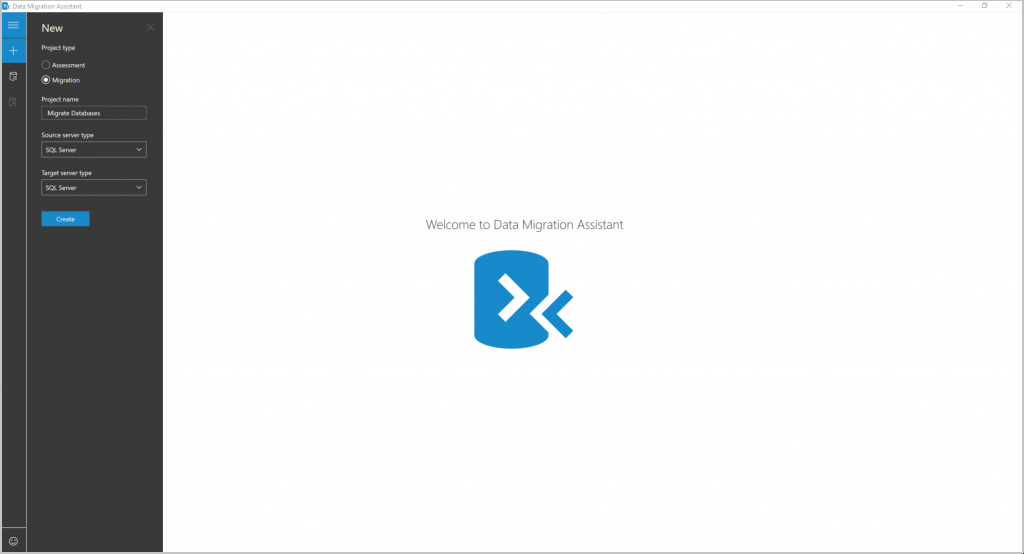 Data Migration Assistant
New
Project type
Assessment
Migration
Project name
Migrate Databases
Source server type
SQL Server
Target server type
SQL Server
Create
Welcome to Data Migration Assistant